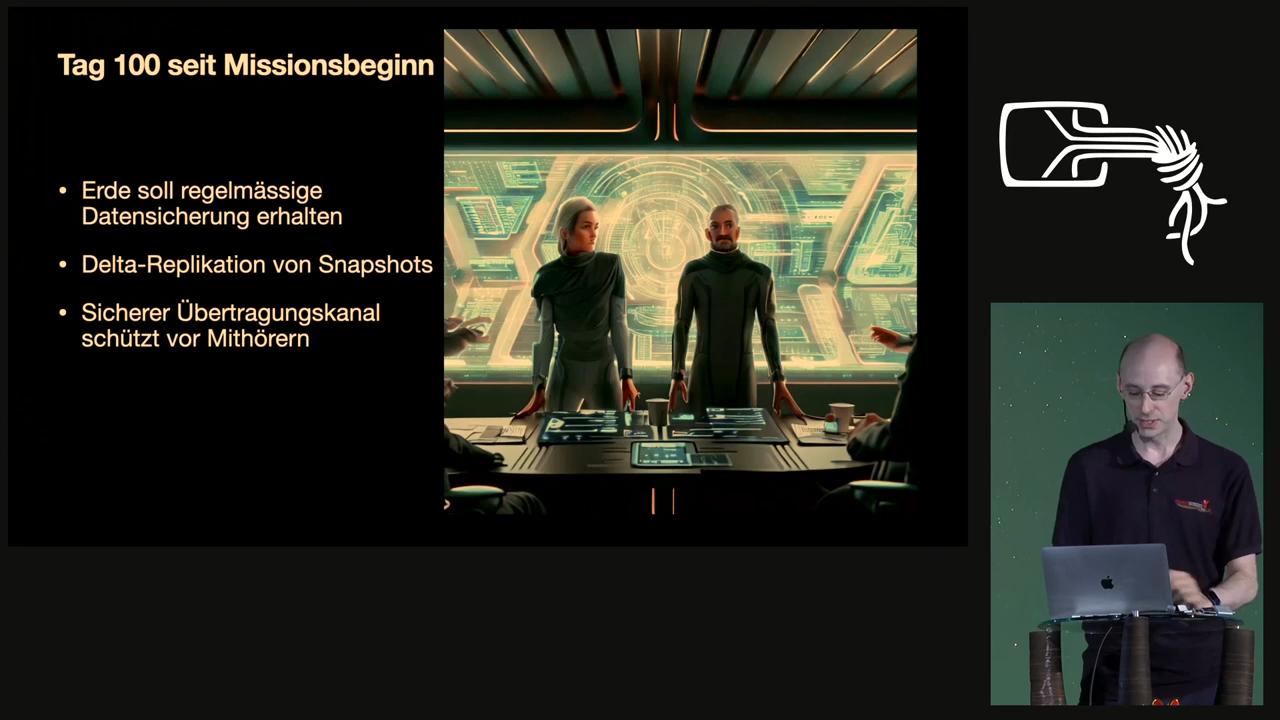 Tag 100 seit Missionsbeginn
• Erde soll regelmässige
Datensicherung erhalten
• Delta-Replikation von Snapshots
• Sicherer Übertragungskanal
schützt vor Mithörern